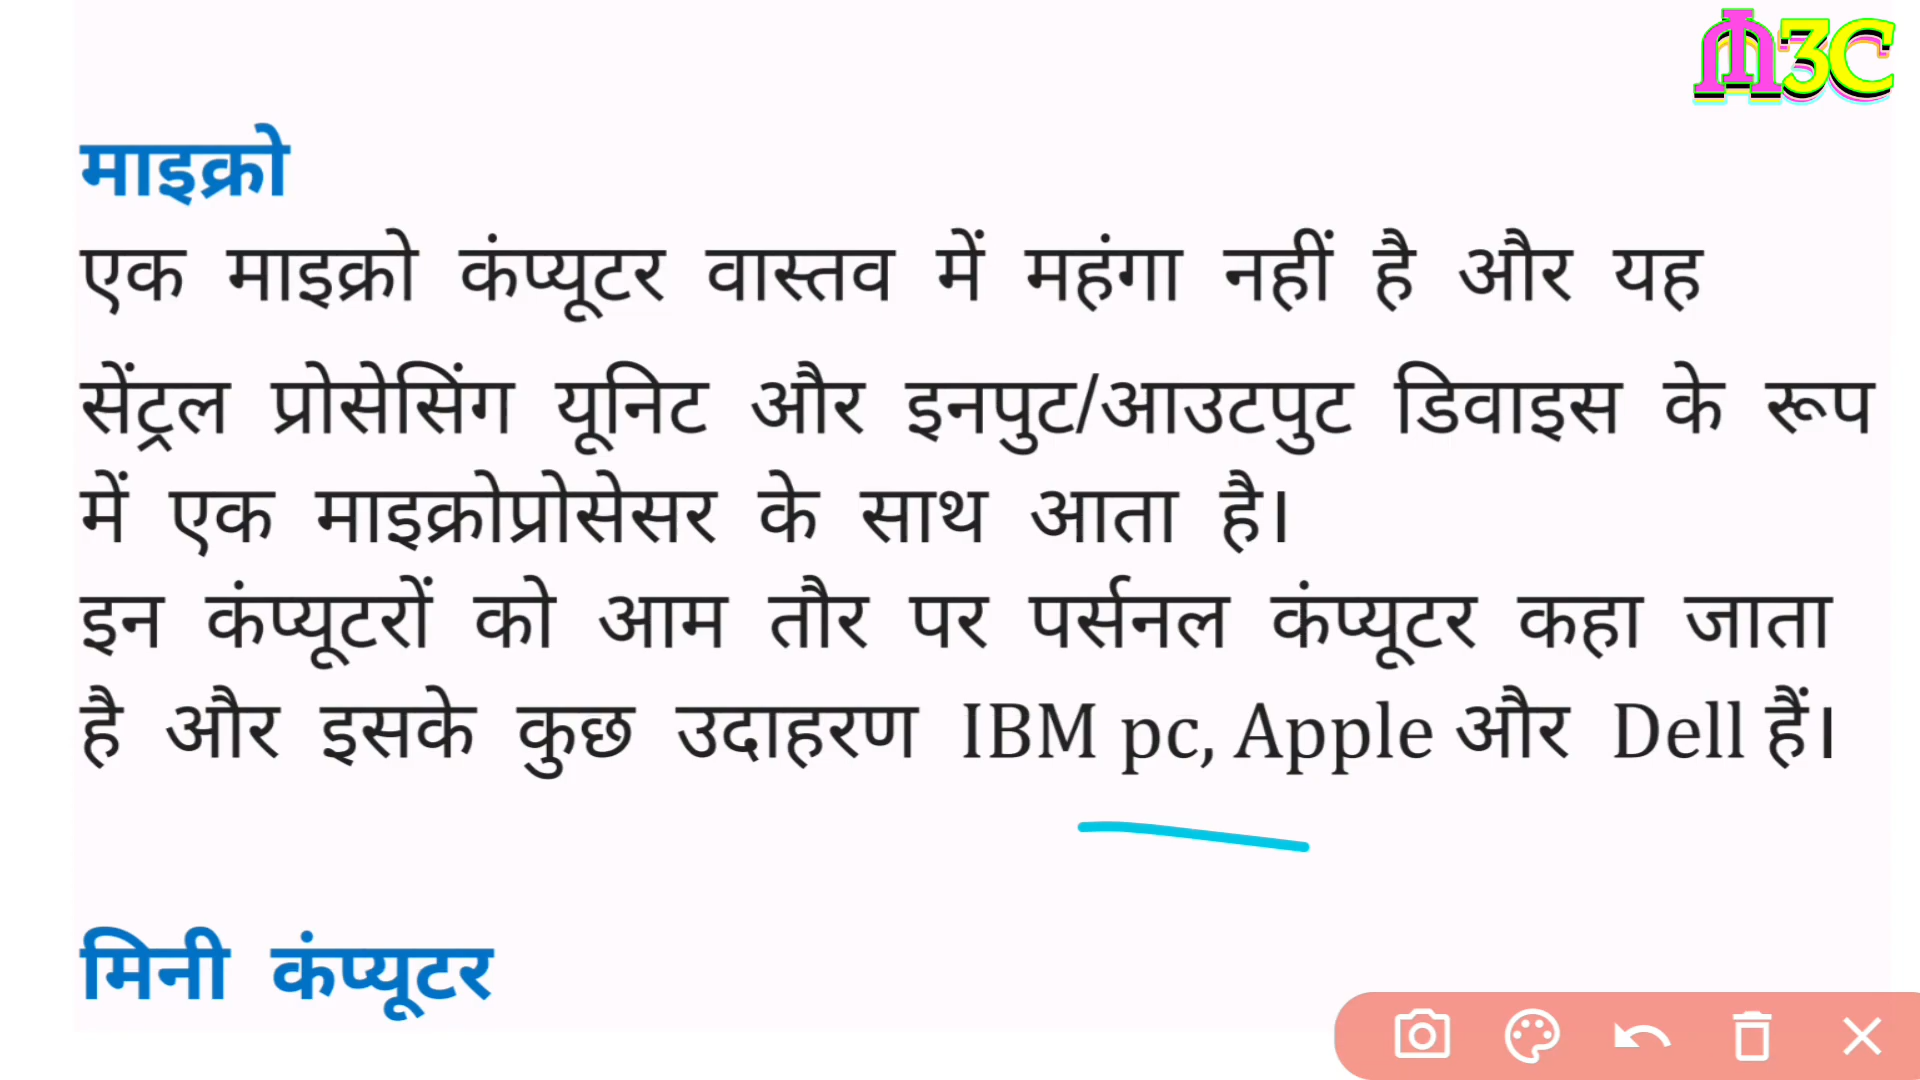 M3C
माइक्रो
एक माइक्रो कंप्यूटर वास्तव में महंगा नहीं है और यह
सेंट्रल प्रोसेसिंग यूनिट और इनपुट/आउटपुट डिवाइस के रूप
में एक माइक्रोप्रोसेसर के साथ आता है।
इन कंप्यूटरों को आम तौर पर पर्सनल कंप्यूटर कहा जाता
है और इसके कुछ उदाहरण IBM pc, Apple और Dell हैं।
मिनी कंप्यूटर